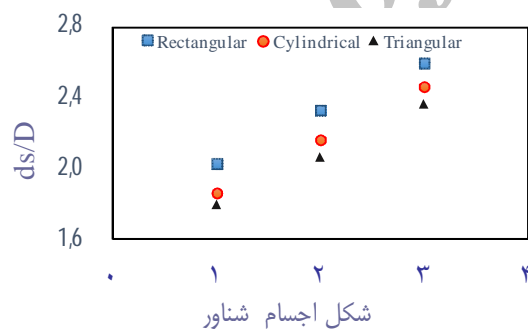 2,8
Rectangular Cylindrical Triangular
2,4
ds/D
2,0
1,6
۰ ۱ ۲ ۳ ۴
شکل اجسام شناور